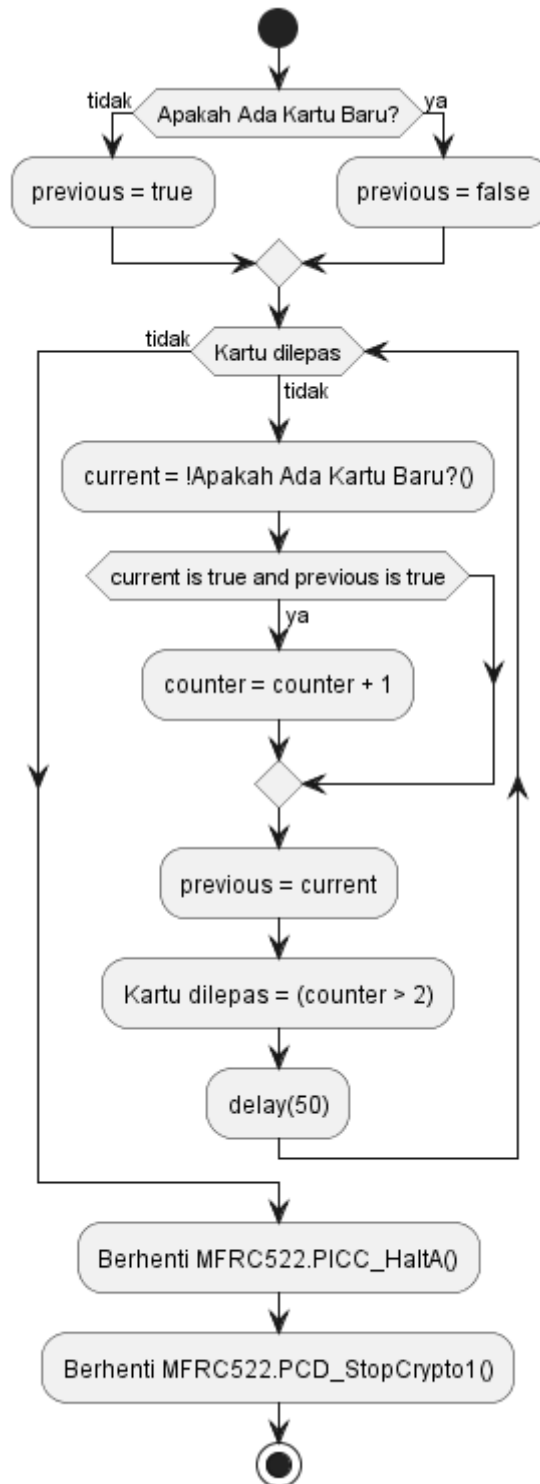 tidak
Apakah Ada Kartu Baru?
ya
previous = true
previous = false
tidak
Kartu dilepas
tidak
current = !Apakah Ada Kartu Baru?()
current is true and previous is true
ya
counter = counter + 1
previous = current
Kartu dilepas = (counter > 2)
delay(50)
Berhenti MFRC522.PICC_HaltA()
Berhenti MFRC522.PCD_StopCrypto1()